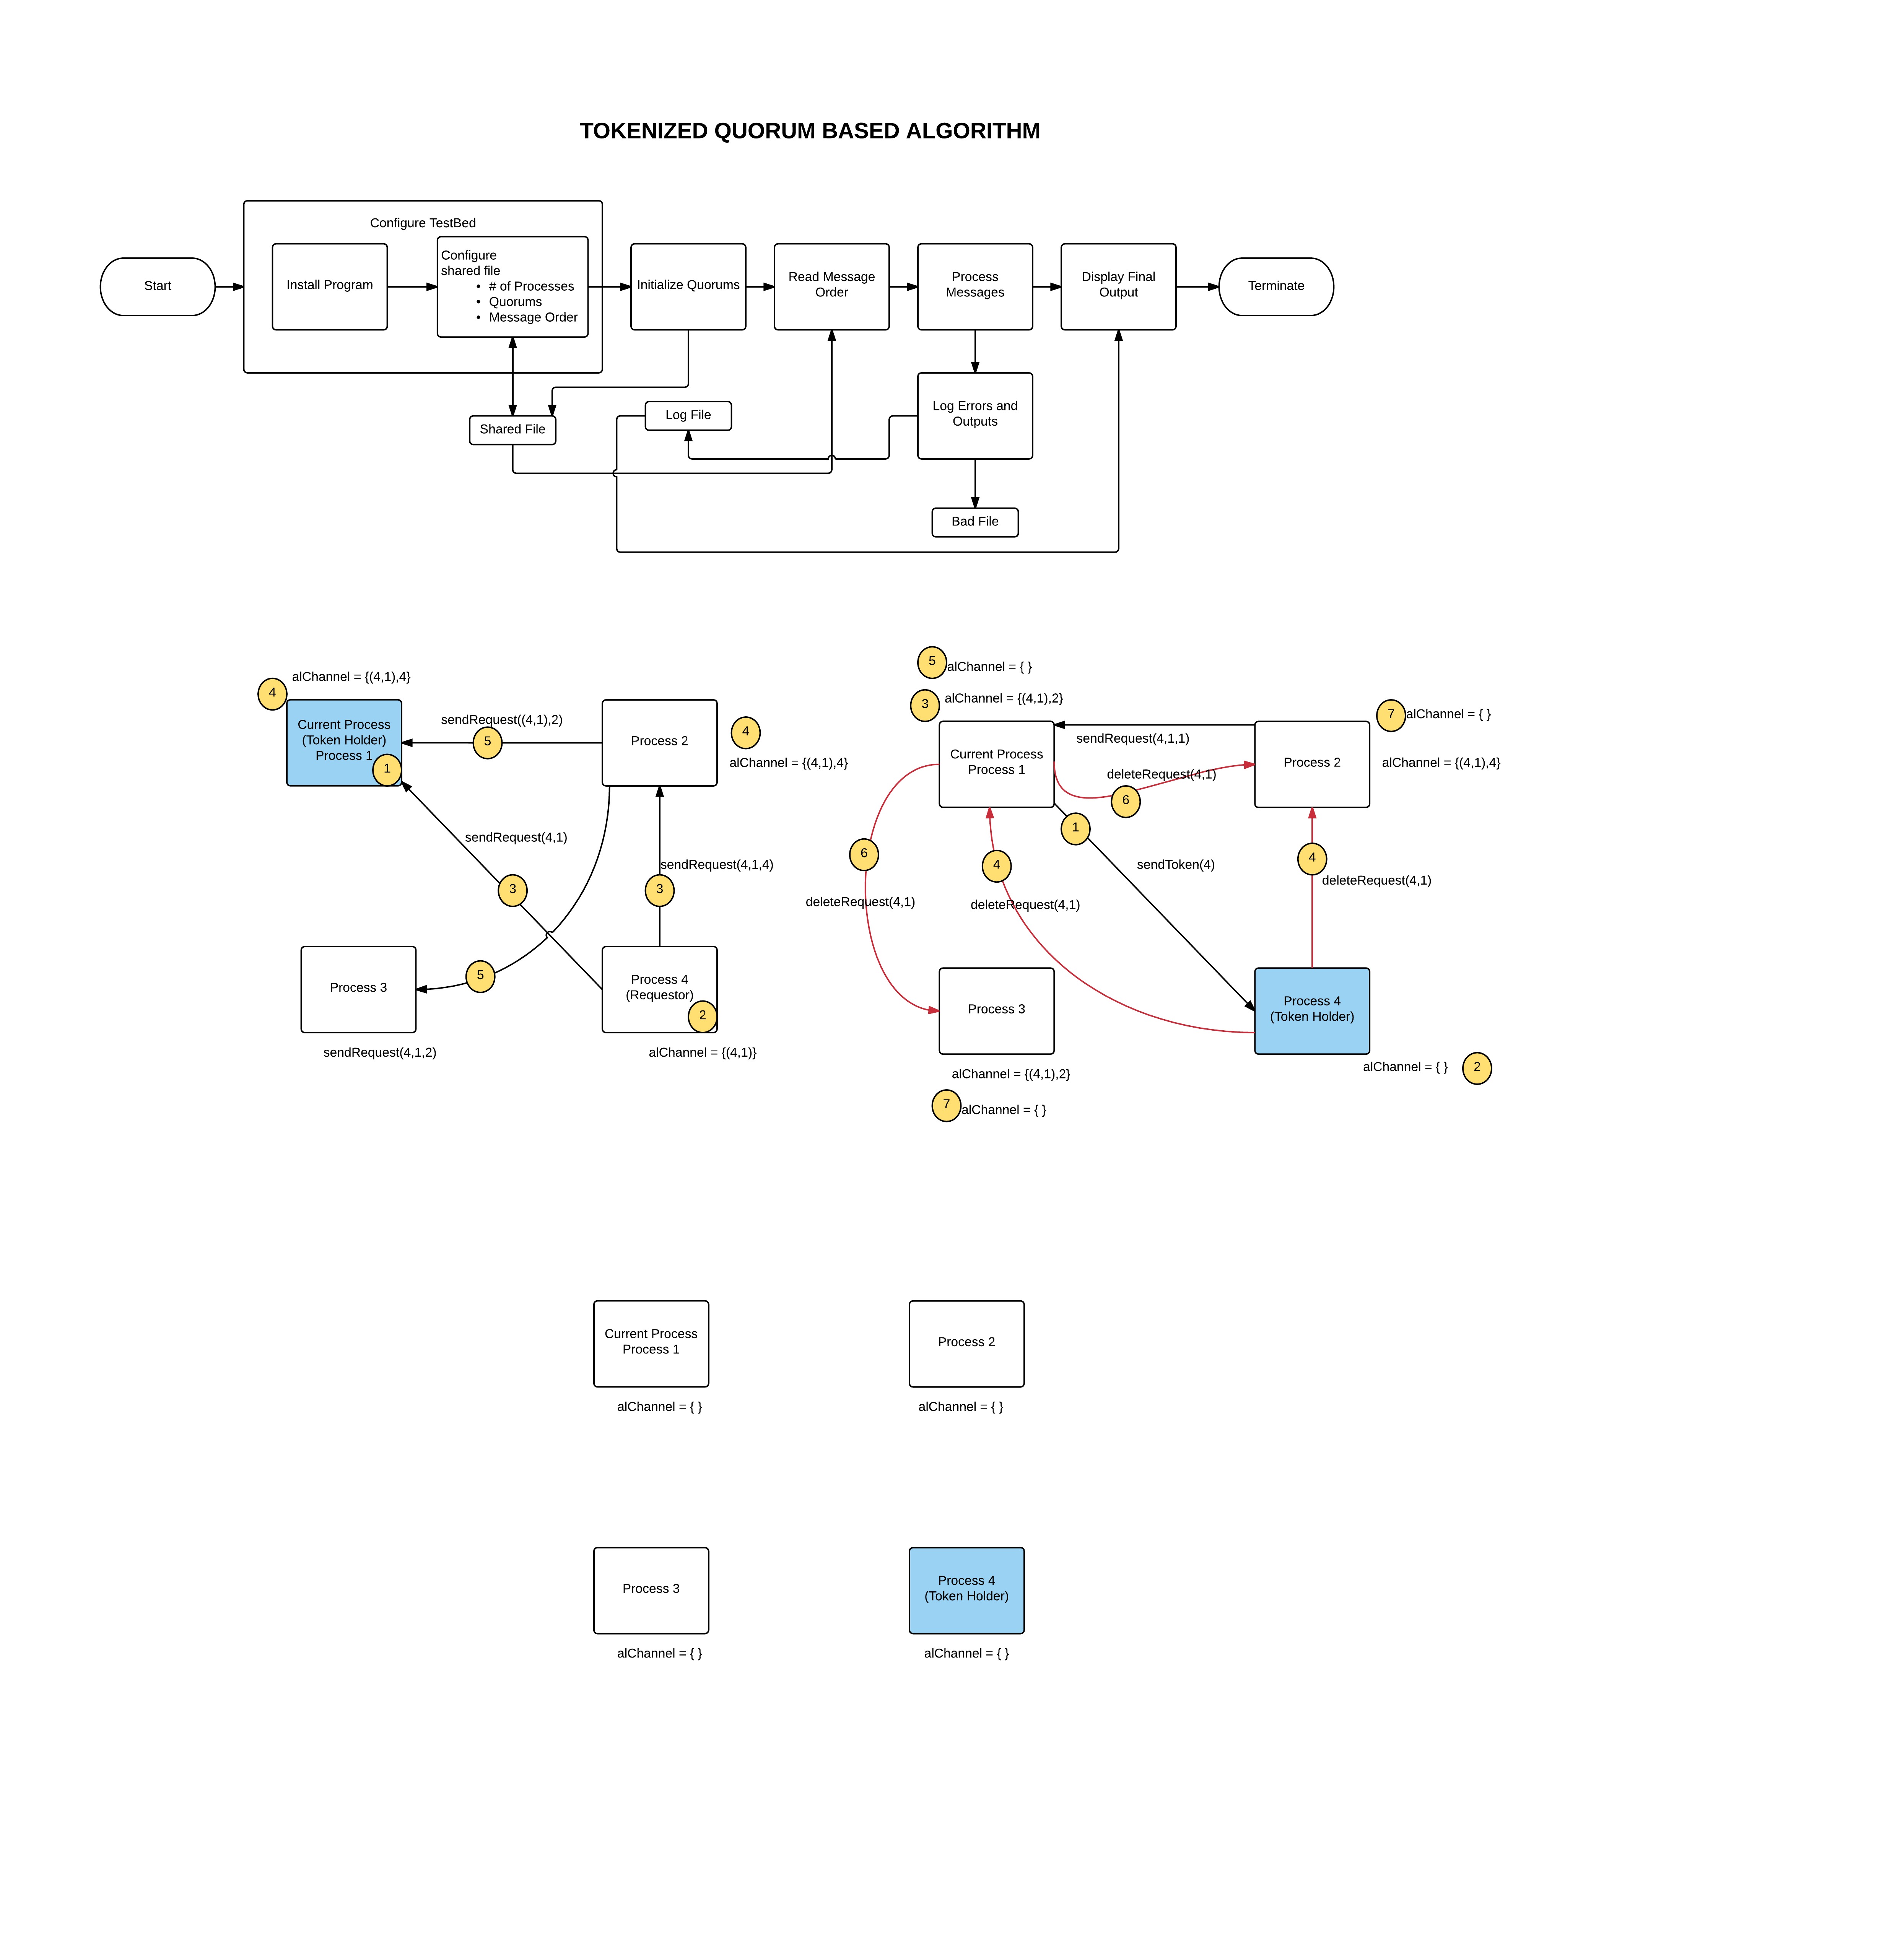 TOKENIZED QUORUM BASED ALGORITHM
Configure TestBed
Start
Install Program
Configure
shared file
• # of Processes
• Quorums
• Message Order
Initialize Quorums
Read Message
Order
Process
Messages
Display Final
Output
Terminate
Shared File
Log File
Log Errors and
Outputs
Bad File
4
alChannel = {(4,1),4}
Current Process
(Token Holder)
Process 1
1
sendRequest((4,1),2)
5
Process 2
4
alChannel = {(4,1),4}
sendRequest(4,1)
3
sendRequest(4,1,4)
3
5
Process 3
sendRequest(4,1,2)
Process 4
(Requestor)
2
alChannel = {(4,1)}
5
alChannel = { }
3
alChannel = {(4,1),2}
Current Process
Process 1
sendRequest(4,1,1)
deleteRequest(4,1)
6
Process 2
7
alChannel = { }
alChannel = {(4,1),4}
1
sendToken(4)
6
deleteRequest(4,1)
4
deleteRequest(4,1)
4
deleteRequest(4,1)
Process 3
alChannel = {(4,1),2}
7
alChannel = { }
Process 4
(Token Holder)
alChannel = { }
2
Current Process
Process 1
alChannel = { }
Process 2
alChannel = { }
Process 3
alChannel = { }
Process 4
(Token Holder)
alChannel = { }